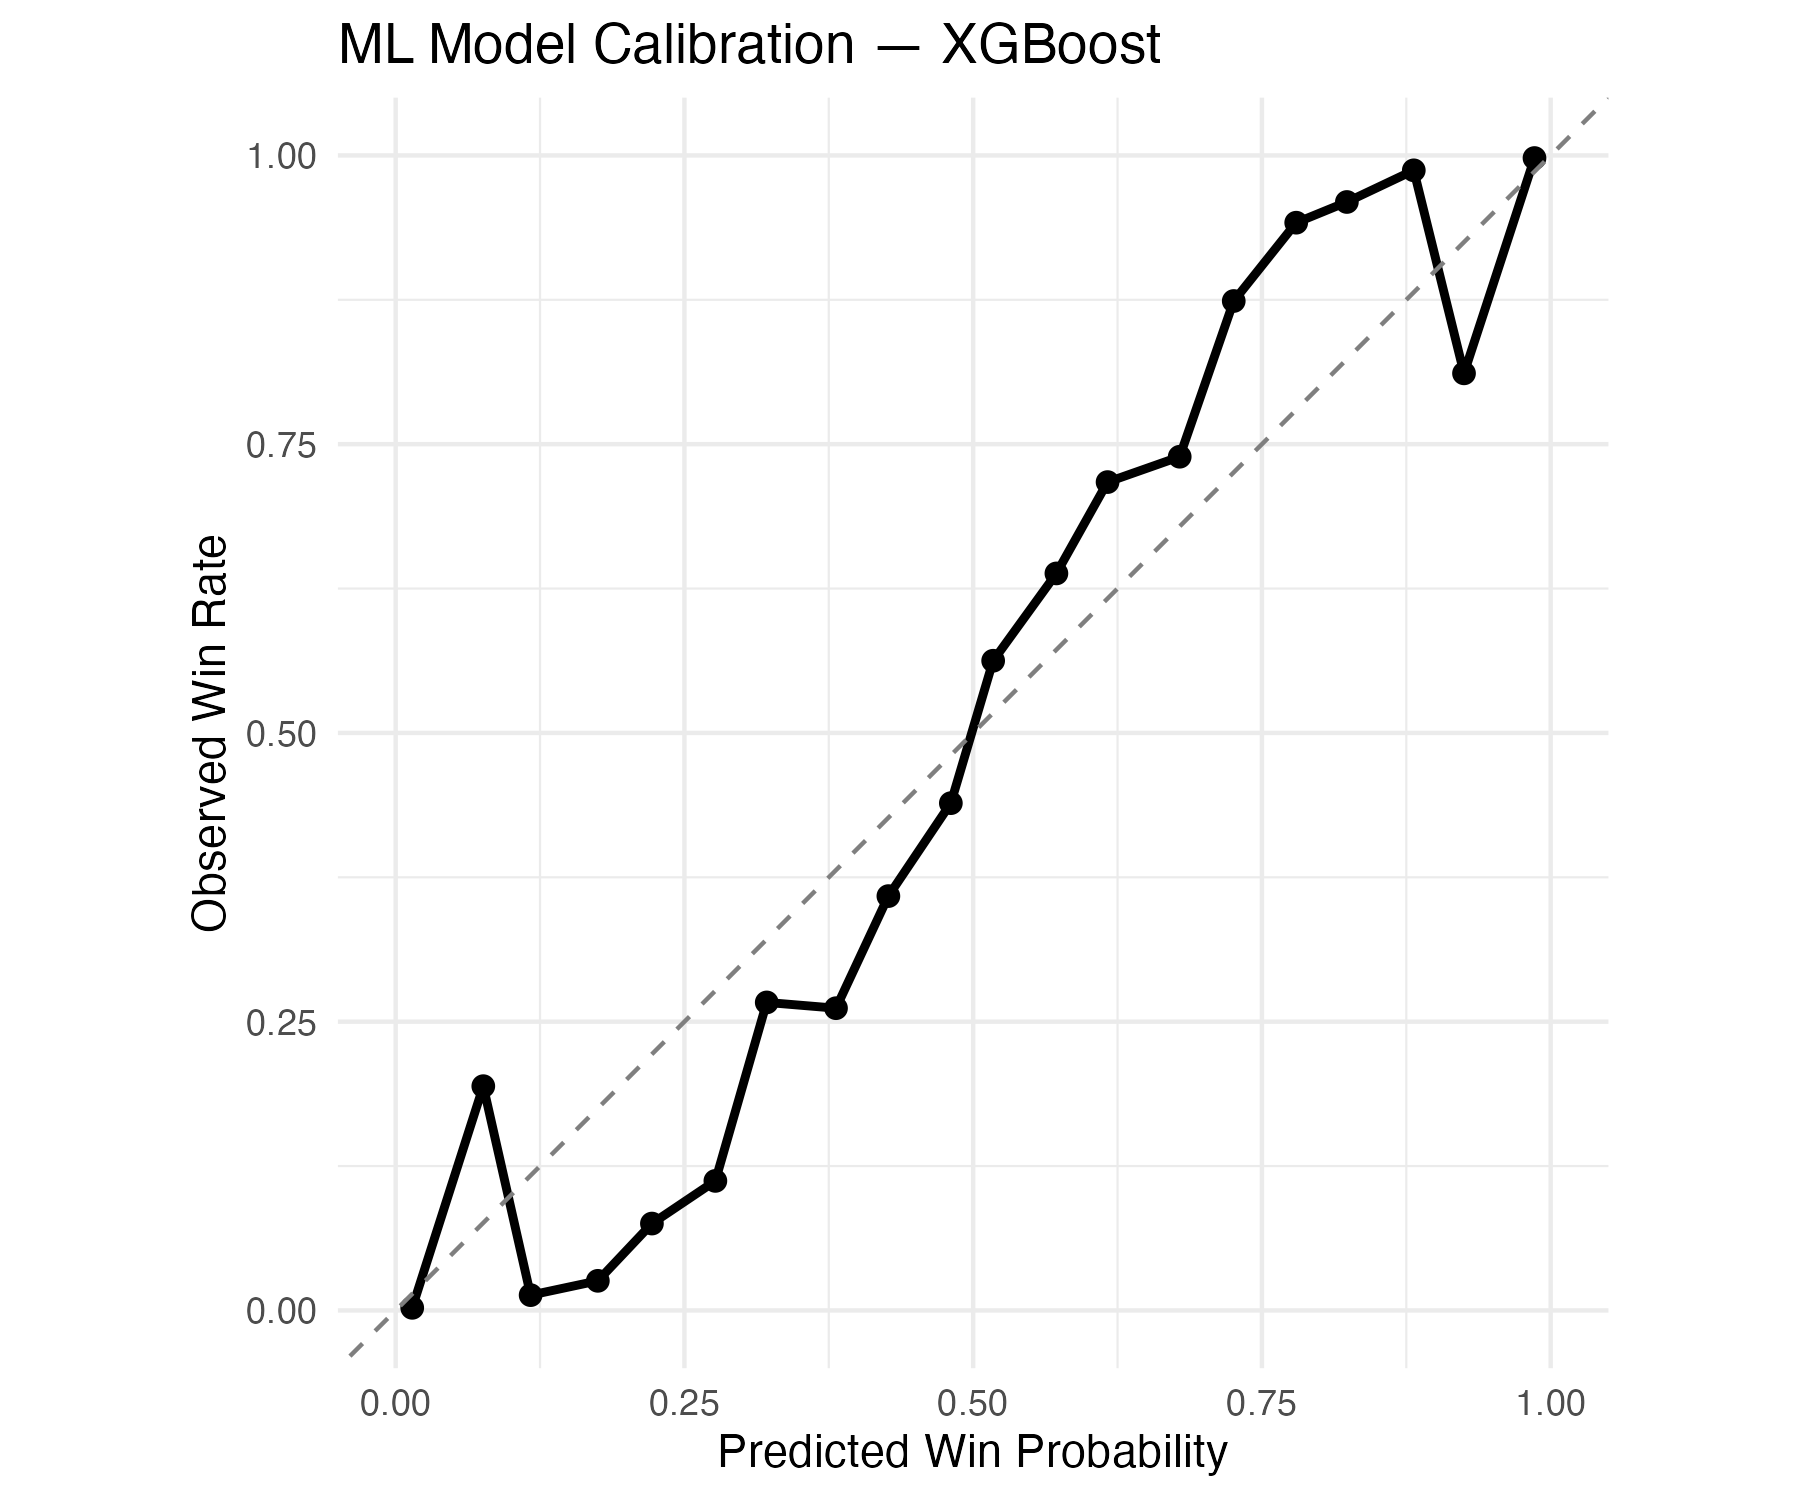 ML Model Calibration — XGBoost
Observed Win Rate
1.00
0.75
0.50
0.25
0.00
0.00 0.25 0.50 0.75 1.00
Predicted Win Probability